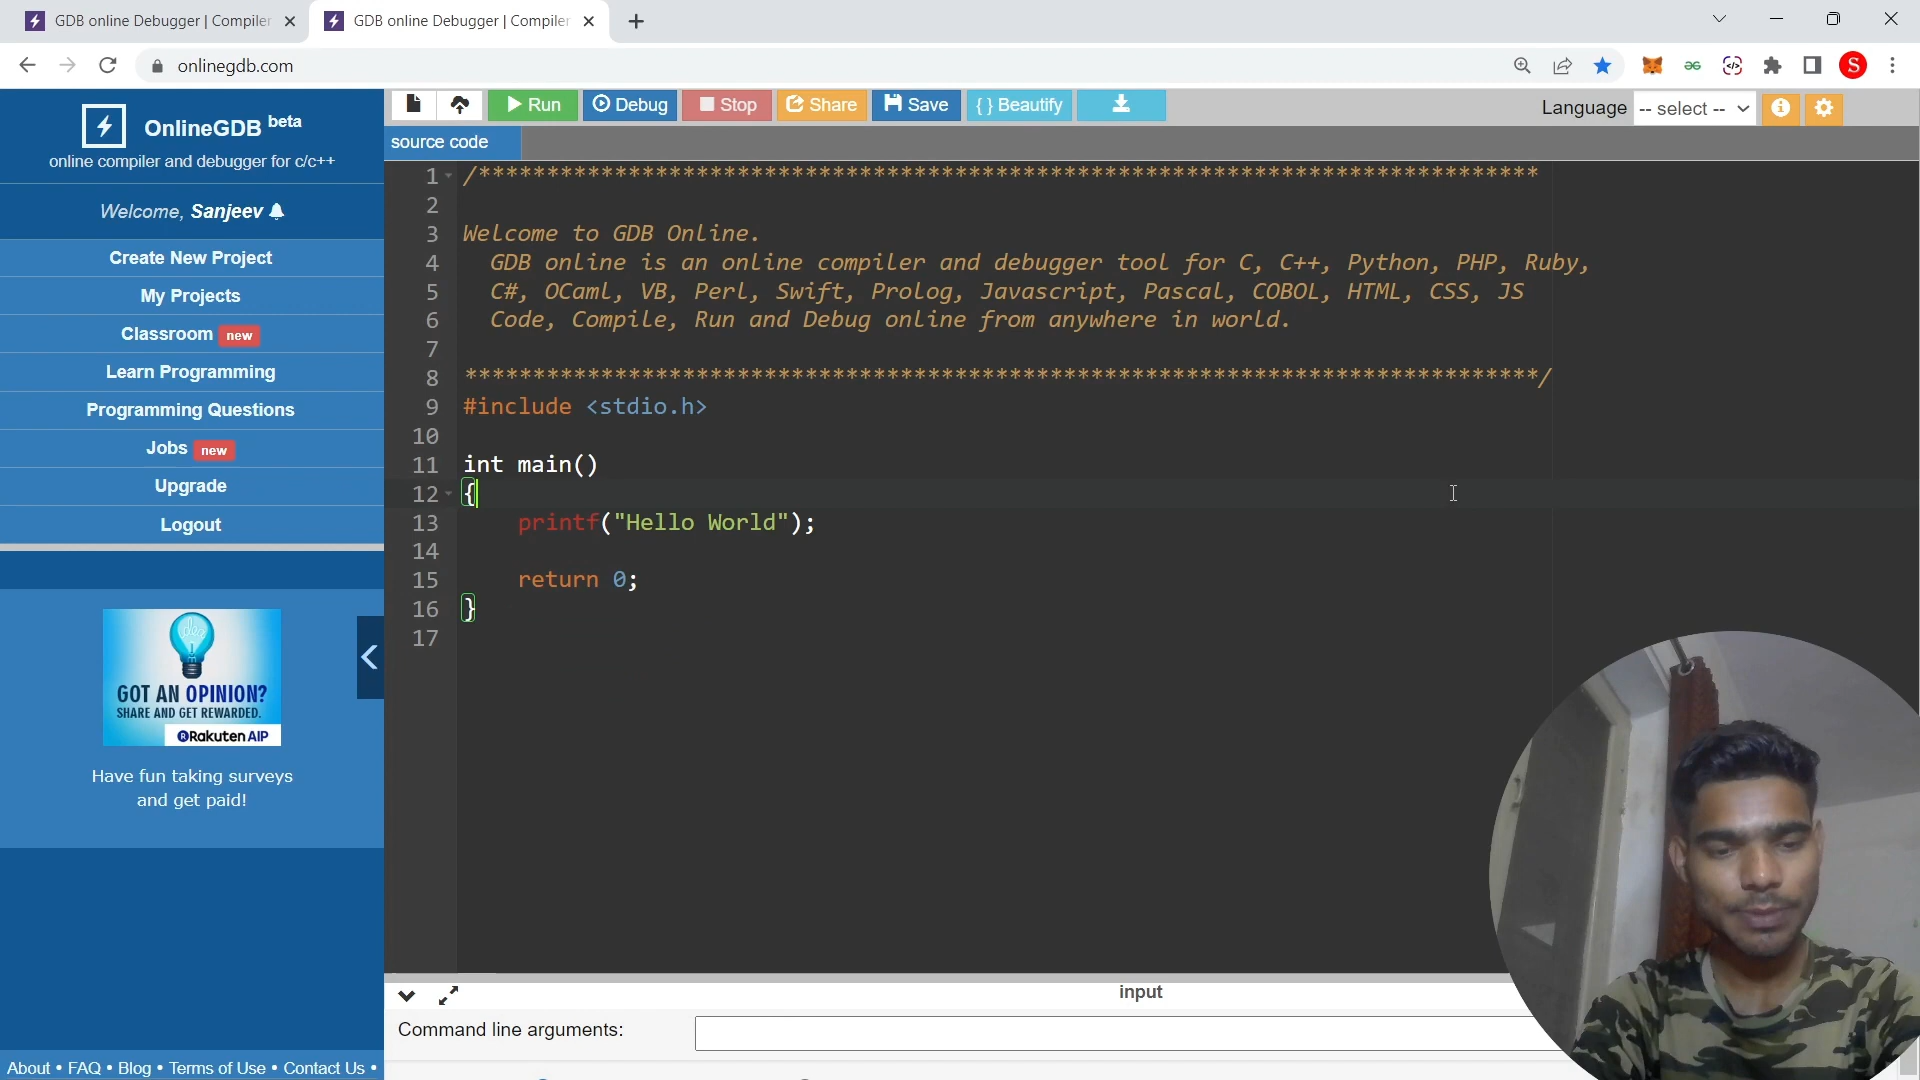 GDB online Debugger | Compiler
GDB online Debugger | Compiler
onlinegdb.com
S
OnlineGDB beta
online compiler and debugger for c/c++
Welcome, Sanjeev
Create New Project
My Projects
Classroom new
Learn Programming
Programming Questions
Jobs new
Upgrade
Logout
GOT AN OPINION?
SHARE AND GET REWARDED.
Rakuten AIP
Have fun taking surveys
and get paid!
About • FAQ • Blog • Terms of Use • Contact Us •
Run Debug Stop Share Save { } Beautify
Language -- select --
source code
1 /******************************************************************************
2
3 Welcome to GDB Online.
4 GDB online is an online compiler and debugger tool for C, C++, Python, PHP, Ruby,
5 C#, OCaml, VB, Perl, Swift, Prolog, Javascript, Pascal, COBOL, HTML, CSS, JS
6 Code, Compile, Run and Debug online from anywhere in world.
7
8 *******************************************************************************/
9 #include <stdio.h>
10
11 int main()
12 {
13 printf("Hello World");
14
15 return 0;
16 }
17
input
Command line arguments: